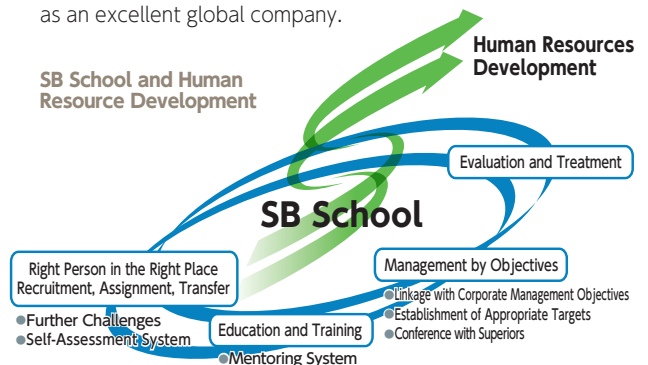 as an excellent global company.
SB School and Human
Resource Development
Human Resources
Development
Evaluation and Treatment
SB School
Right Person in the Right Place
Recruitment, Assignment, Transfer
●Further Challenges
●Self-Assessment System
Management by Objectives
●Linkage with Corporate Management Objectives
●Establishment of Appropriate Targets
●Conference with Superiors
Education and Training
●Mentoring System